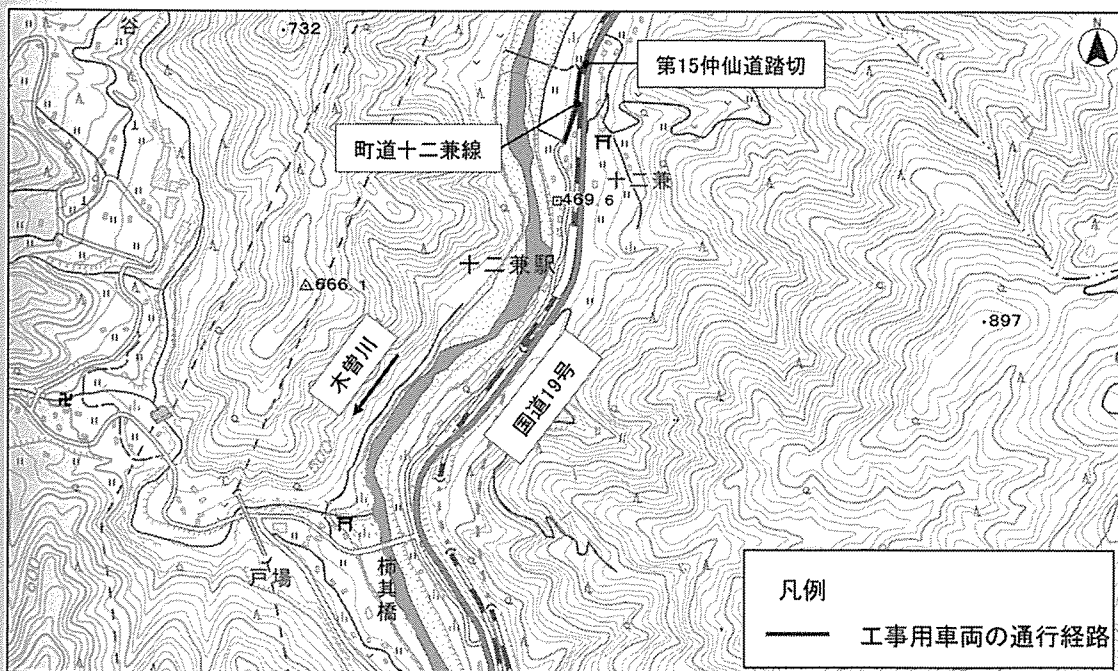 谷
・732
N
第15仲仙道踏切
町道十二兼線
十二兼
469.6
十二兼駅
666.1
・897
木曽川
国道19号
戸場
柿其橋
凡例
工事用車両の通行経路